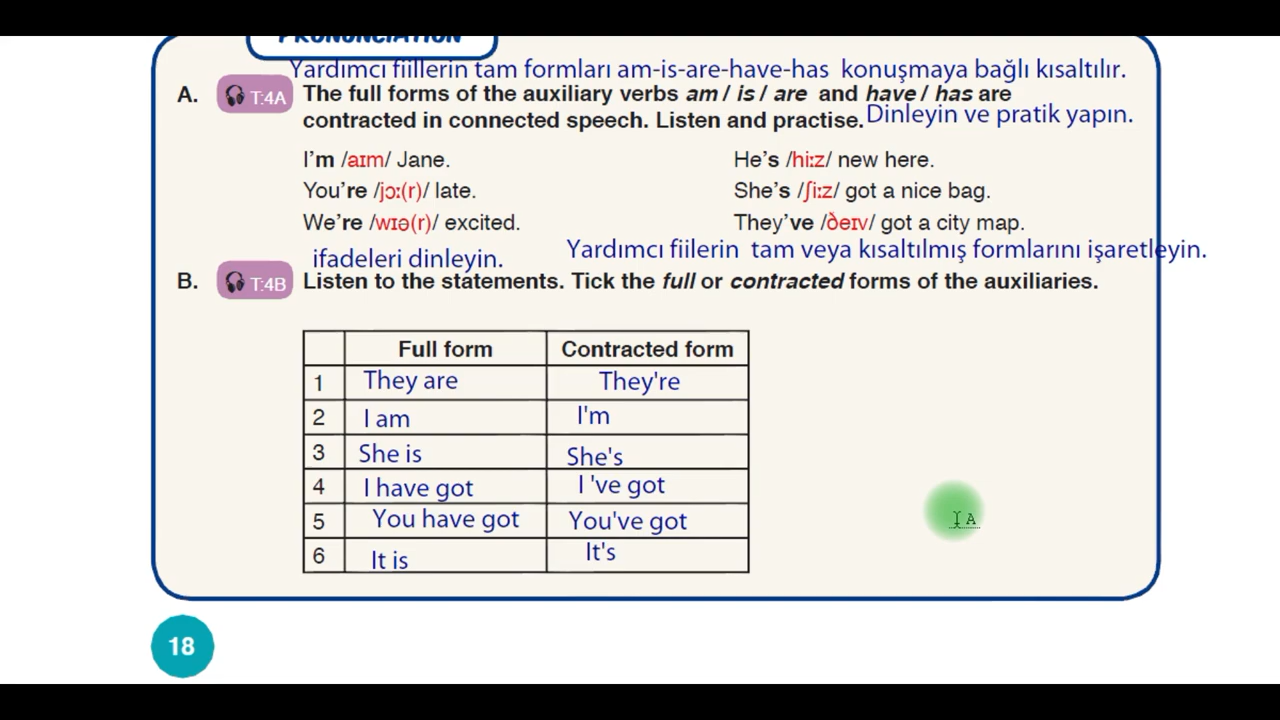 PRONUNCIATION
Yardımcı fiillerin tam formları am-is-are-have-has konuşmaya bağlı kısaltılır.
A. T:4A The full forms of the auxiliary verbs am / is / are and have / has are
contracted in connected speech. Listen and practise. Dinleyin ve pratik yapın.
I'm /aɪm/ Jane. He's /hiːz/ new here.
You're /jɔː(r)/ late. She's /ʃiːz/ got a nice bag.
We're /wɪə(r)/ excited. They've /ðeɪv/ got a city map.
ifadeleri dinleyin. Yardımcı fiilerin tam veya kısaltılmış formlarını işaretleyin.
B. T:4B Listen to the statements. Tick the full or contracted forms of the auxiliaries.
Full form Contracted form
1 They are They're
2 I am I'm
3 She is She's
4 I have got I 've got
5 You have got You've got
6 It is It's
A
18